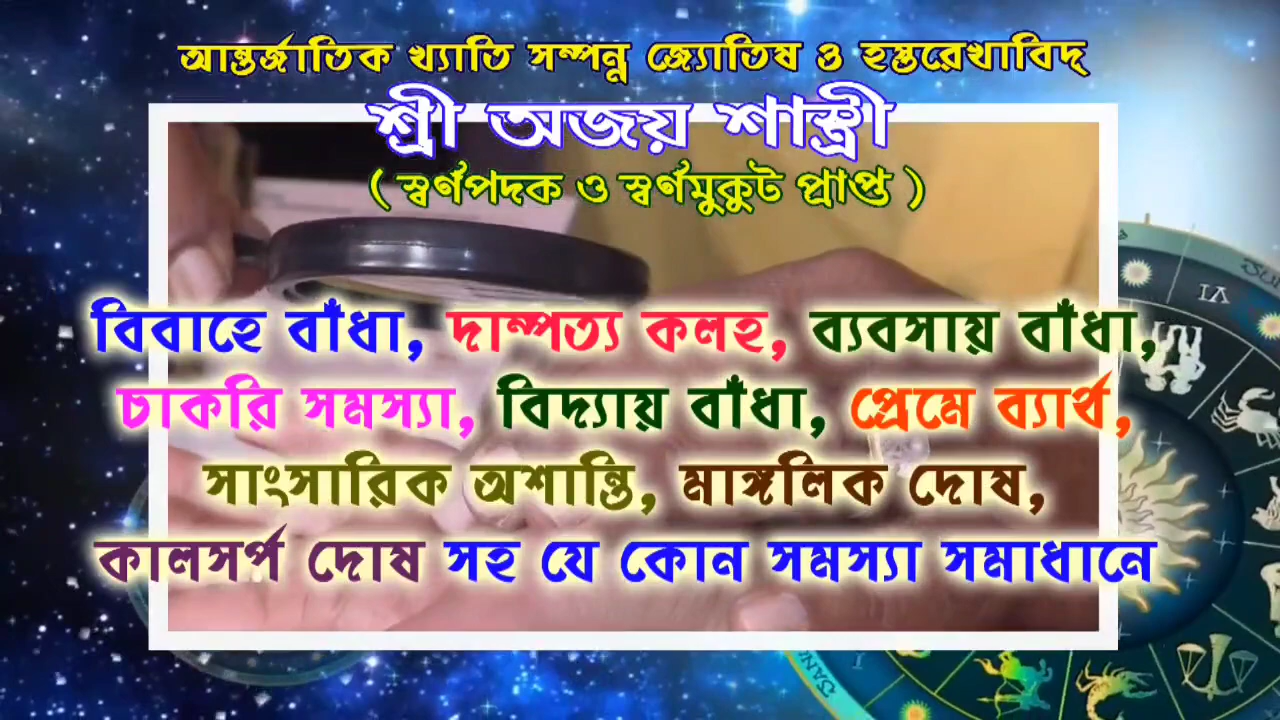 আন্তর্জাতিক খ্যাতি সম্পন্ন জ্যোতিষ ও হস্তরেখাবিদ্
শ্রী অজয় শাস্ত্রী
( স্বর্ণপদক ও স্বর্ণমুকুট প্রাপ্ত )
বিবাহে বাঁধা, দাম্পত্য কলহ, ব্যবসায় বাঁধা,
চাকরি সমস্যা, বিদ্যায় বাঁধা, প্রেমে ব্যার্থ,
সাংসারিক অশান্তি, মাঙ্গলিক দোষ,
কালসর্প দোষ সহ যে কোন সমস্যা সমাধানে
VI